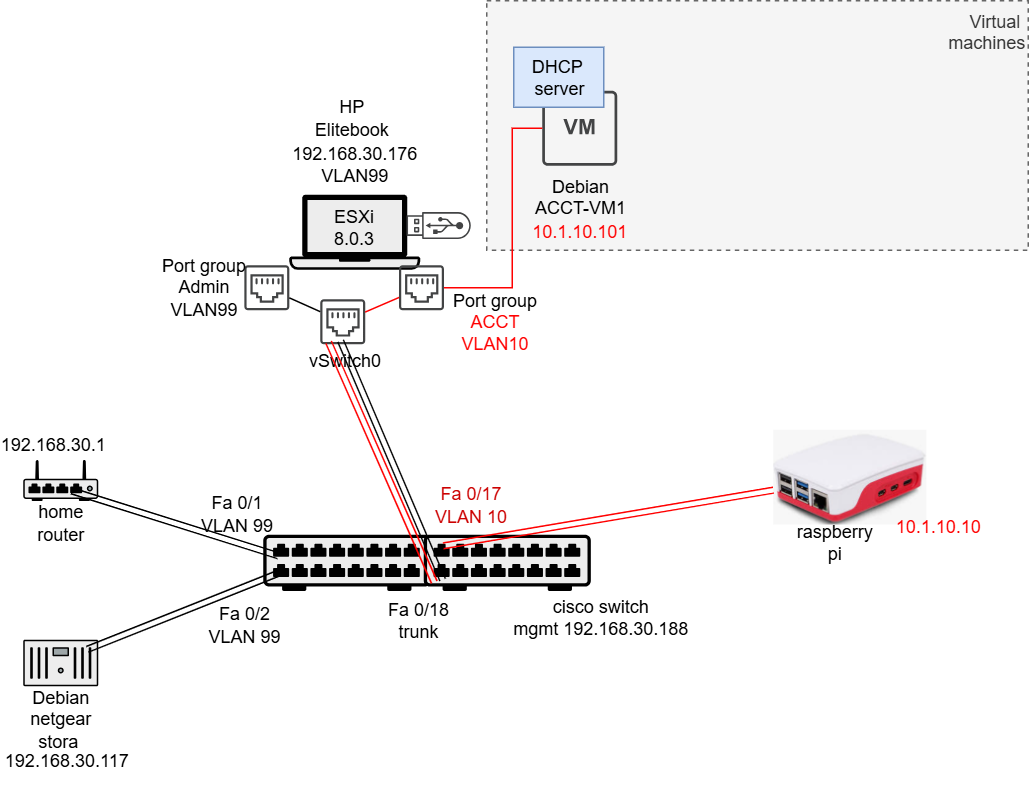 Virtual
machines
DHCP
server
VM
Debian
ACCT-VM1
10.1.10.101
HP
Elitebook
192.168.30.176
VLAN99
ESXi
8.0.3
Port group
Admin
VLAN99
Port group
ACCT
VLAN10
vSwitch0
192.168.30.1
home
router
Fa 0/1
VLAN 99
Fa 0/17
VLAN 10
raspberry
pi
10.1.10.10
Fa 0/2
VLAN 99
Fa 0/18
trunk
cisco switch
mgmt 192.168.30.188
Debian
netgear
stora
192.168.30.117